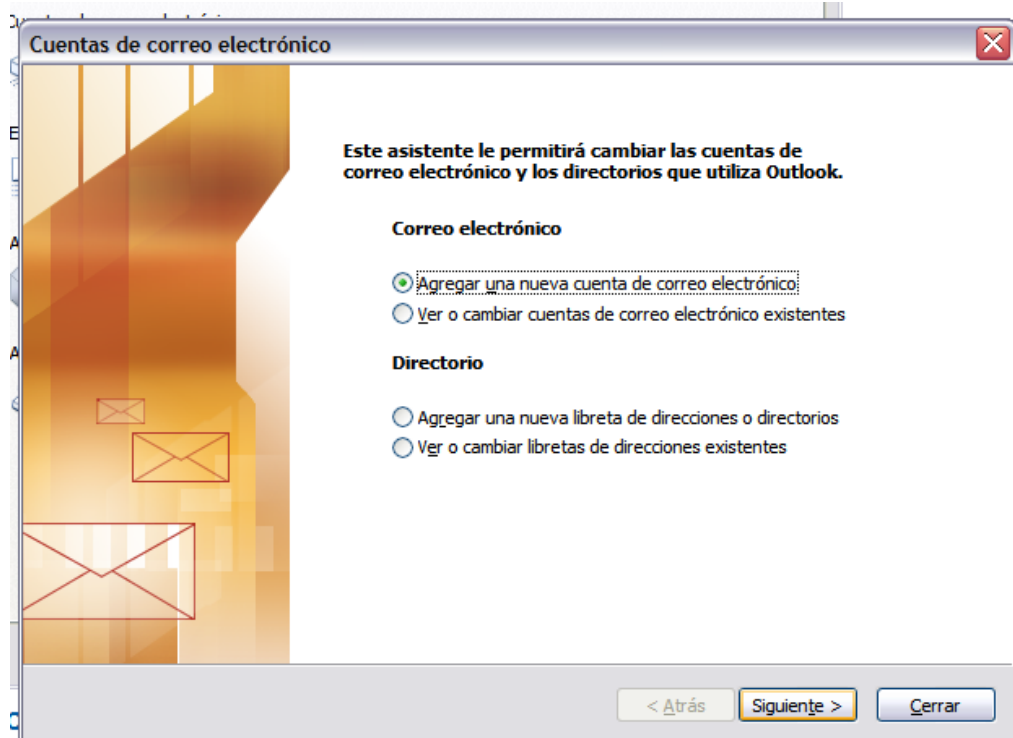 Cuentas de correo electrónico
Este asistente le permitirá cambiar las cuentas de
correo electrónico y los directorios que utiliza Outlook.
Correo electrónico
Agregar una nueva cuenta de correo electrónico
Ver o cambiar cuentas de correo electrónico existentes
Directorio
Agregar una nueva libreta de direcciones o directorios
Ver o cambiar libretas de direcciones existentes
< Atrás
Siguiente >
Cerrar